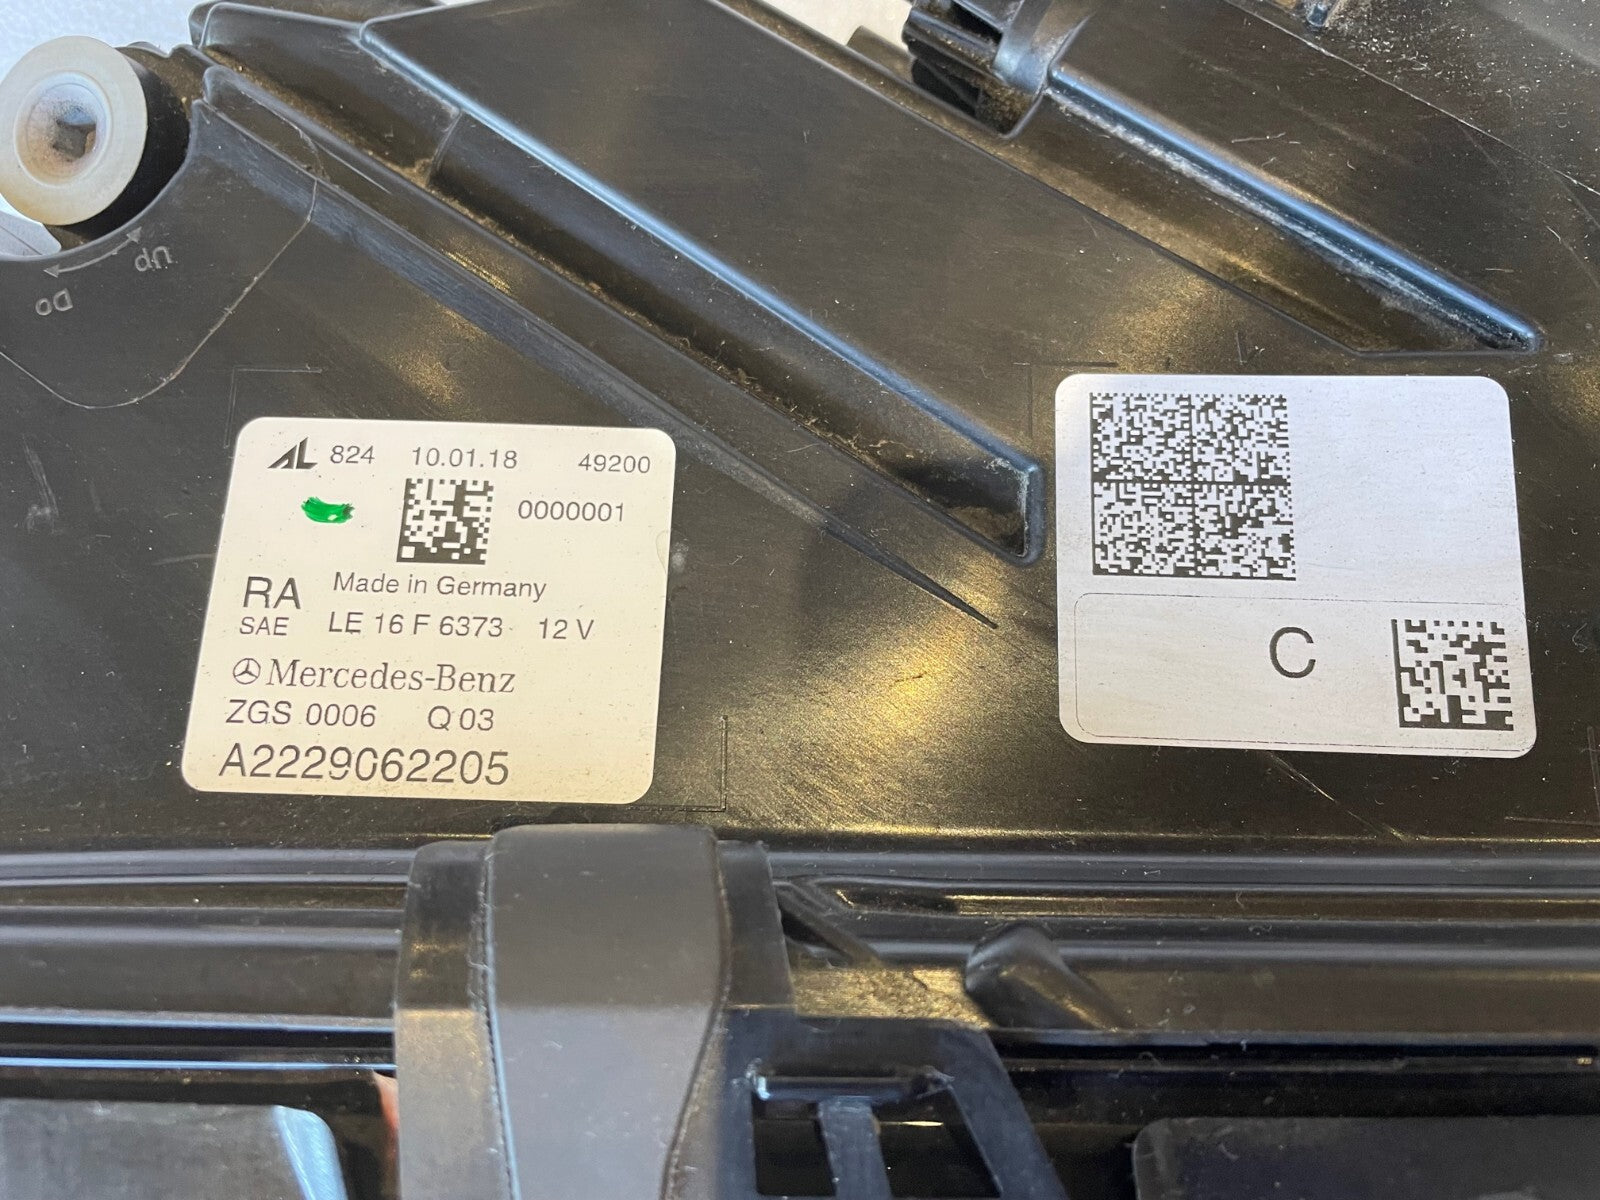 UP
DO
AL 824 10.01.18 49200
0000001
RA Made in Germany
SAE LE 16 F 6373 12 V
Mercedes-Benz
ZGS 0006 Q 03
A2229062205
C